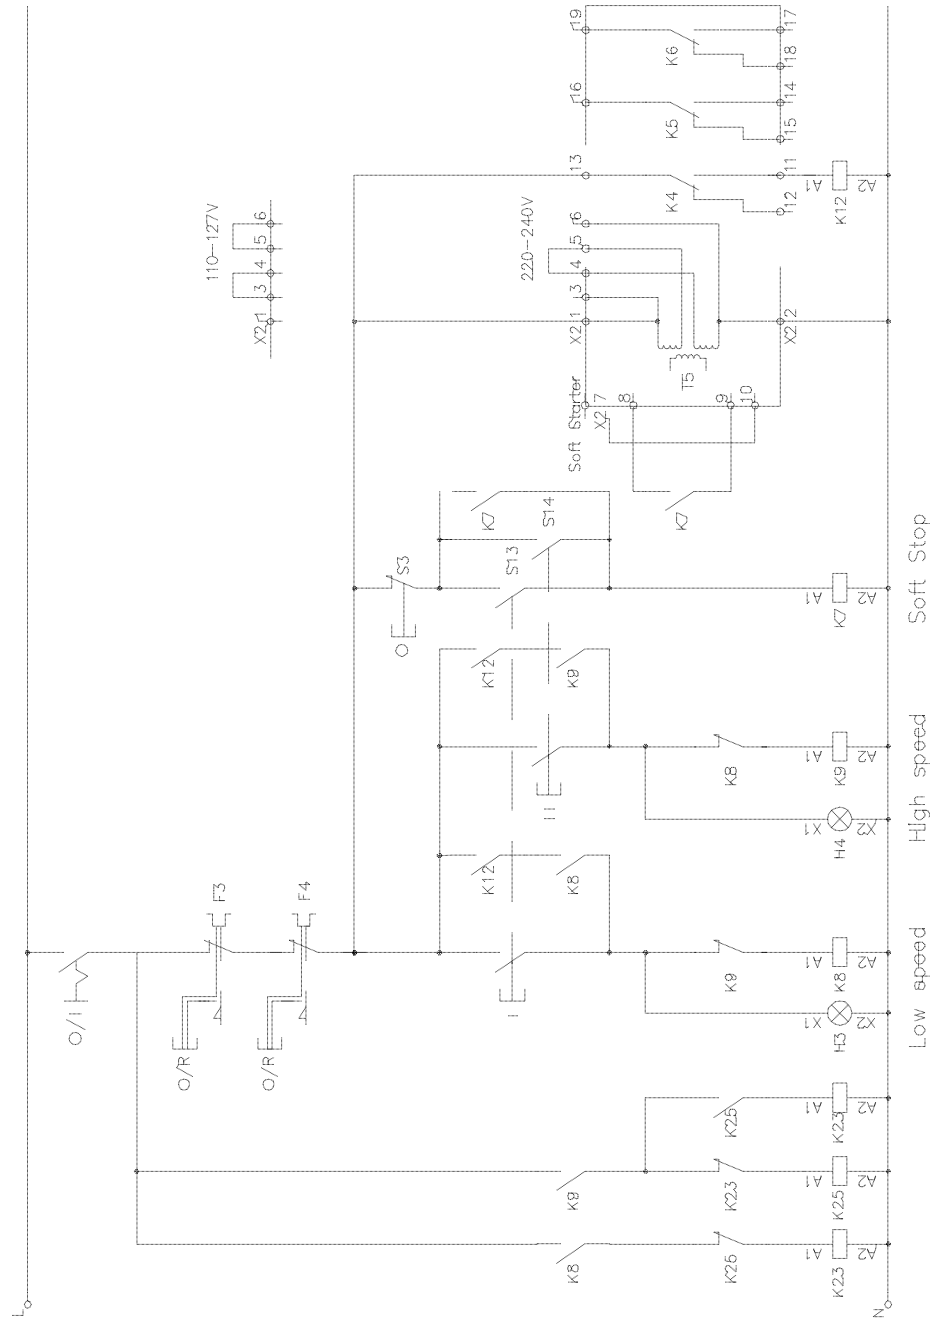 L
19
16
13
17
18
14
15
11
12
K6
K5
K4
A1
A2
K12
110-127V
X2.1
3
4
5
6
220-240V
X2.1
3
4
5
6
X2.2
T5
Soft Starter
X2
7
8
9
10
K7
K7
S14
S13
S3
O
A1
A2
K7
Soft Stop
K12
K9
II
K8
A1
A2
K9
X1
X2
H4
High speed
K12
K8
F3
F4
O/I
O/R
O/R
I
K9
A1
A2
K8
X1
X2
H3
Low speed
K25
A1
A2
K23
K9
K23
A1
A2
K25
K8
K25
A1
A2
K23
N